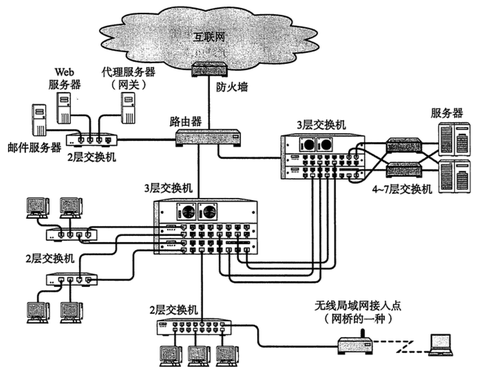 互联网
防火墙
Web
服务器
代理服务器
（网关）
邮件服务器
2层交换机
路由器
3层交换机
服务器
4~7层交换机
3层交换机
2层交换机
2层交换机
无线局域网接人点
（网桥的一种）